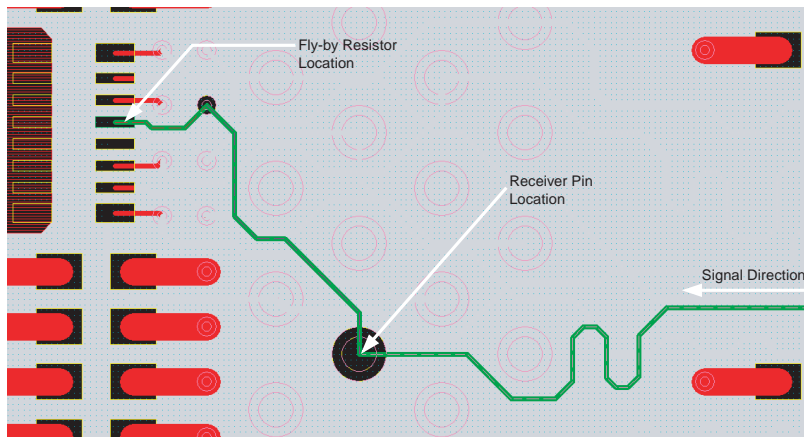 Fly-by Resistor
Location
Receiver Pin
Location
Signal Direction